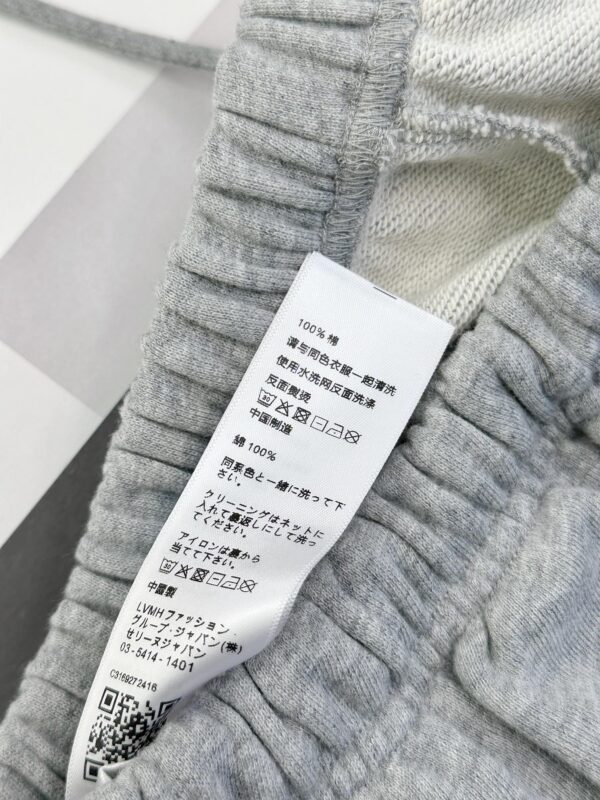 100% 棉
请与同色衣服一起清洗
使用水洗网反面洗涤
反面熨烫
30
中国制造
綿 100%
同系色と一緒に洗って下
さい。
クリーニングはネットに
入れて裏返しにして洗っ
てください。
アイロンは裏から
当てて下さい。
30
中國製
LVMH ファッション・
グループ・ジャパン(株)
セリーヌジャパン
03-5414-1401
C3169272416